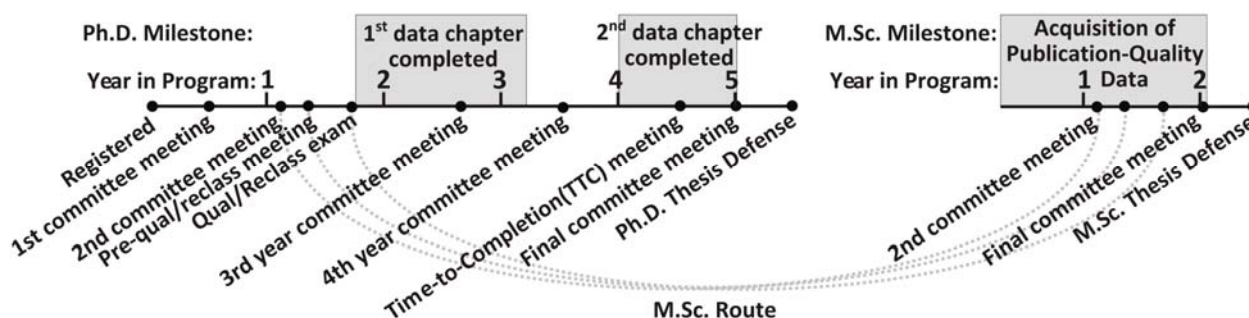 Ph.D. Milestone:
1st data chapter
completed
2nd data chapter
completed
Year in Program:
1
2
3
4
5
Registered
1st committee meeting
2nd committee meeting
Pre-qual/reclass meeting
Qual/Reclass exam
3rd year committee meeting
4th year committee meeting
Time-to-Completion(TTC) meeting
Final committee meeting
Ph.D. Thesis Defense
M.Sc. Milestone:
Acquisition of
Publication-Quality
Data
Year in Program:
1
2
2nd committee meeting
Final committee meeting
M.Sc. Thesis Defense
M.Sc. Route